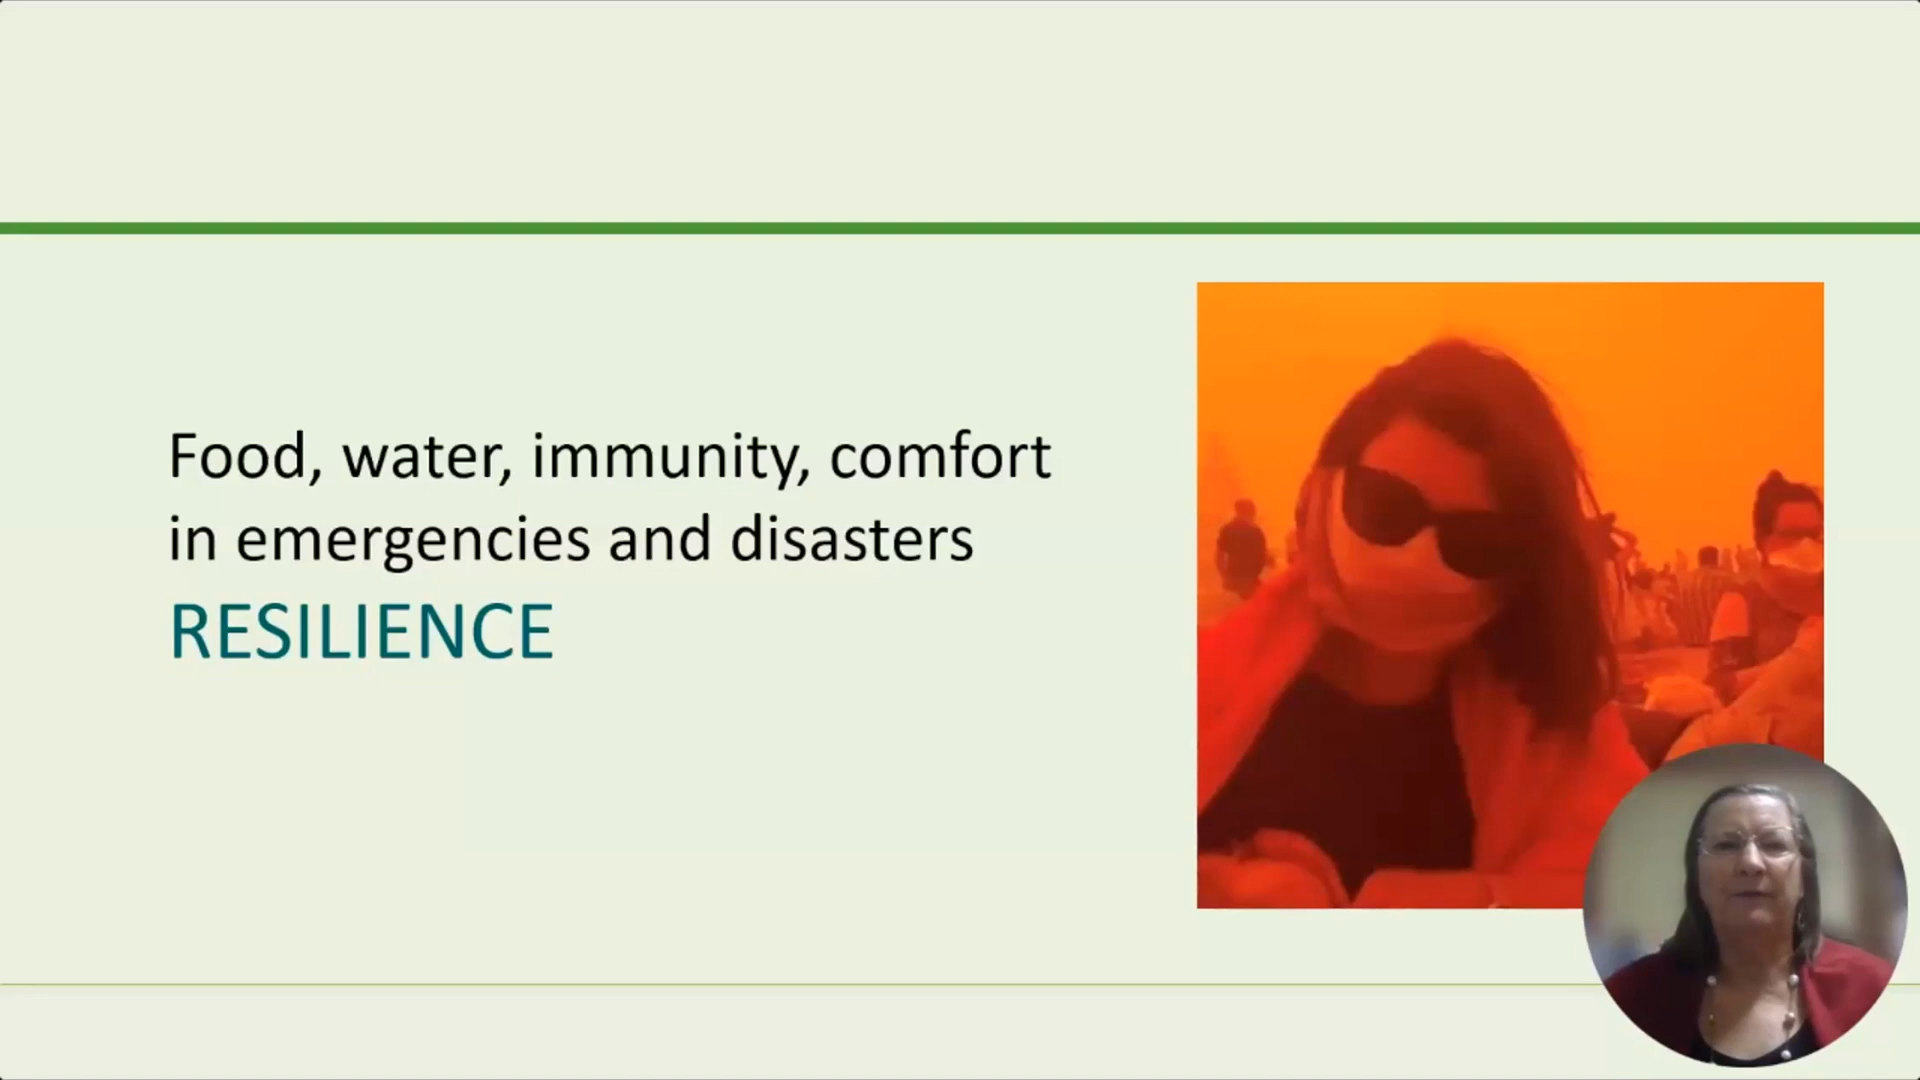 Food, water, immunity, comfort
in emergencies and disasters
RESILIENCE